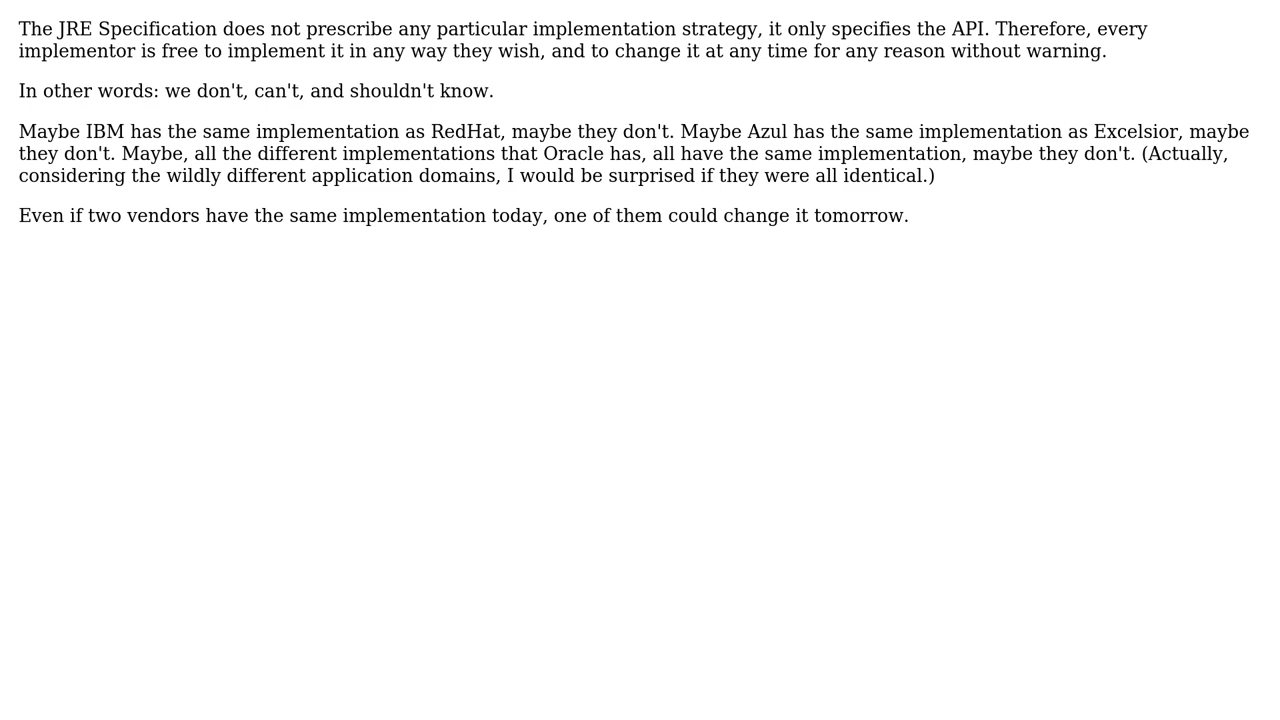 The JRE Specification does not prescribe any particular implementation strategy, it only specifies the API. Therefore, every
implementor is free to implement it in any way they wish, and to change it at any time for any reason without warning.
In other words: we don't, can't, and shouldn't know.
Maybe IBM has the same implementation as RedHat, maybe they don't. Maybe Azul has the same implementation as Excelsior, maybe
they don't. Maybe, all the different implementations that Oracle has, all have the same implementation, maybe they don't. (Actually,
considering the wildly different application domains, I would be surprised if they were all identical.)
Even if two vendors have the same implementation today, one of them could change it tomorrow.